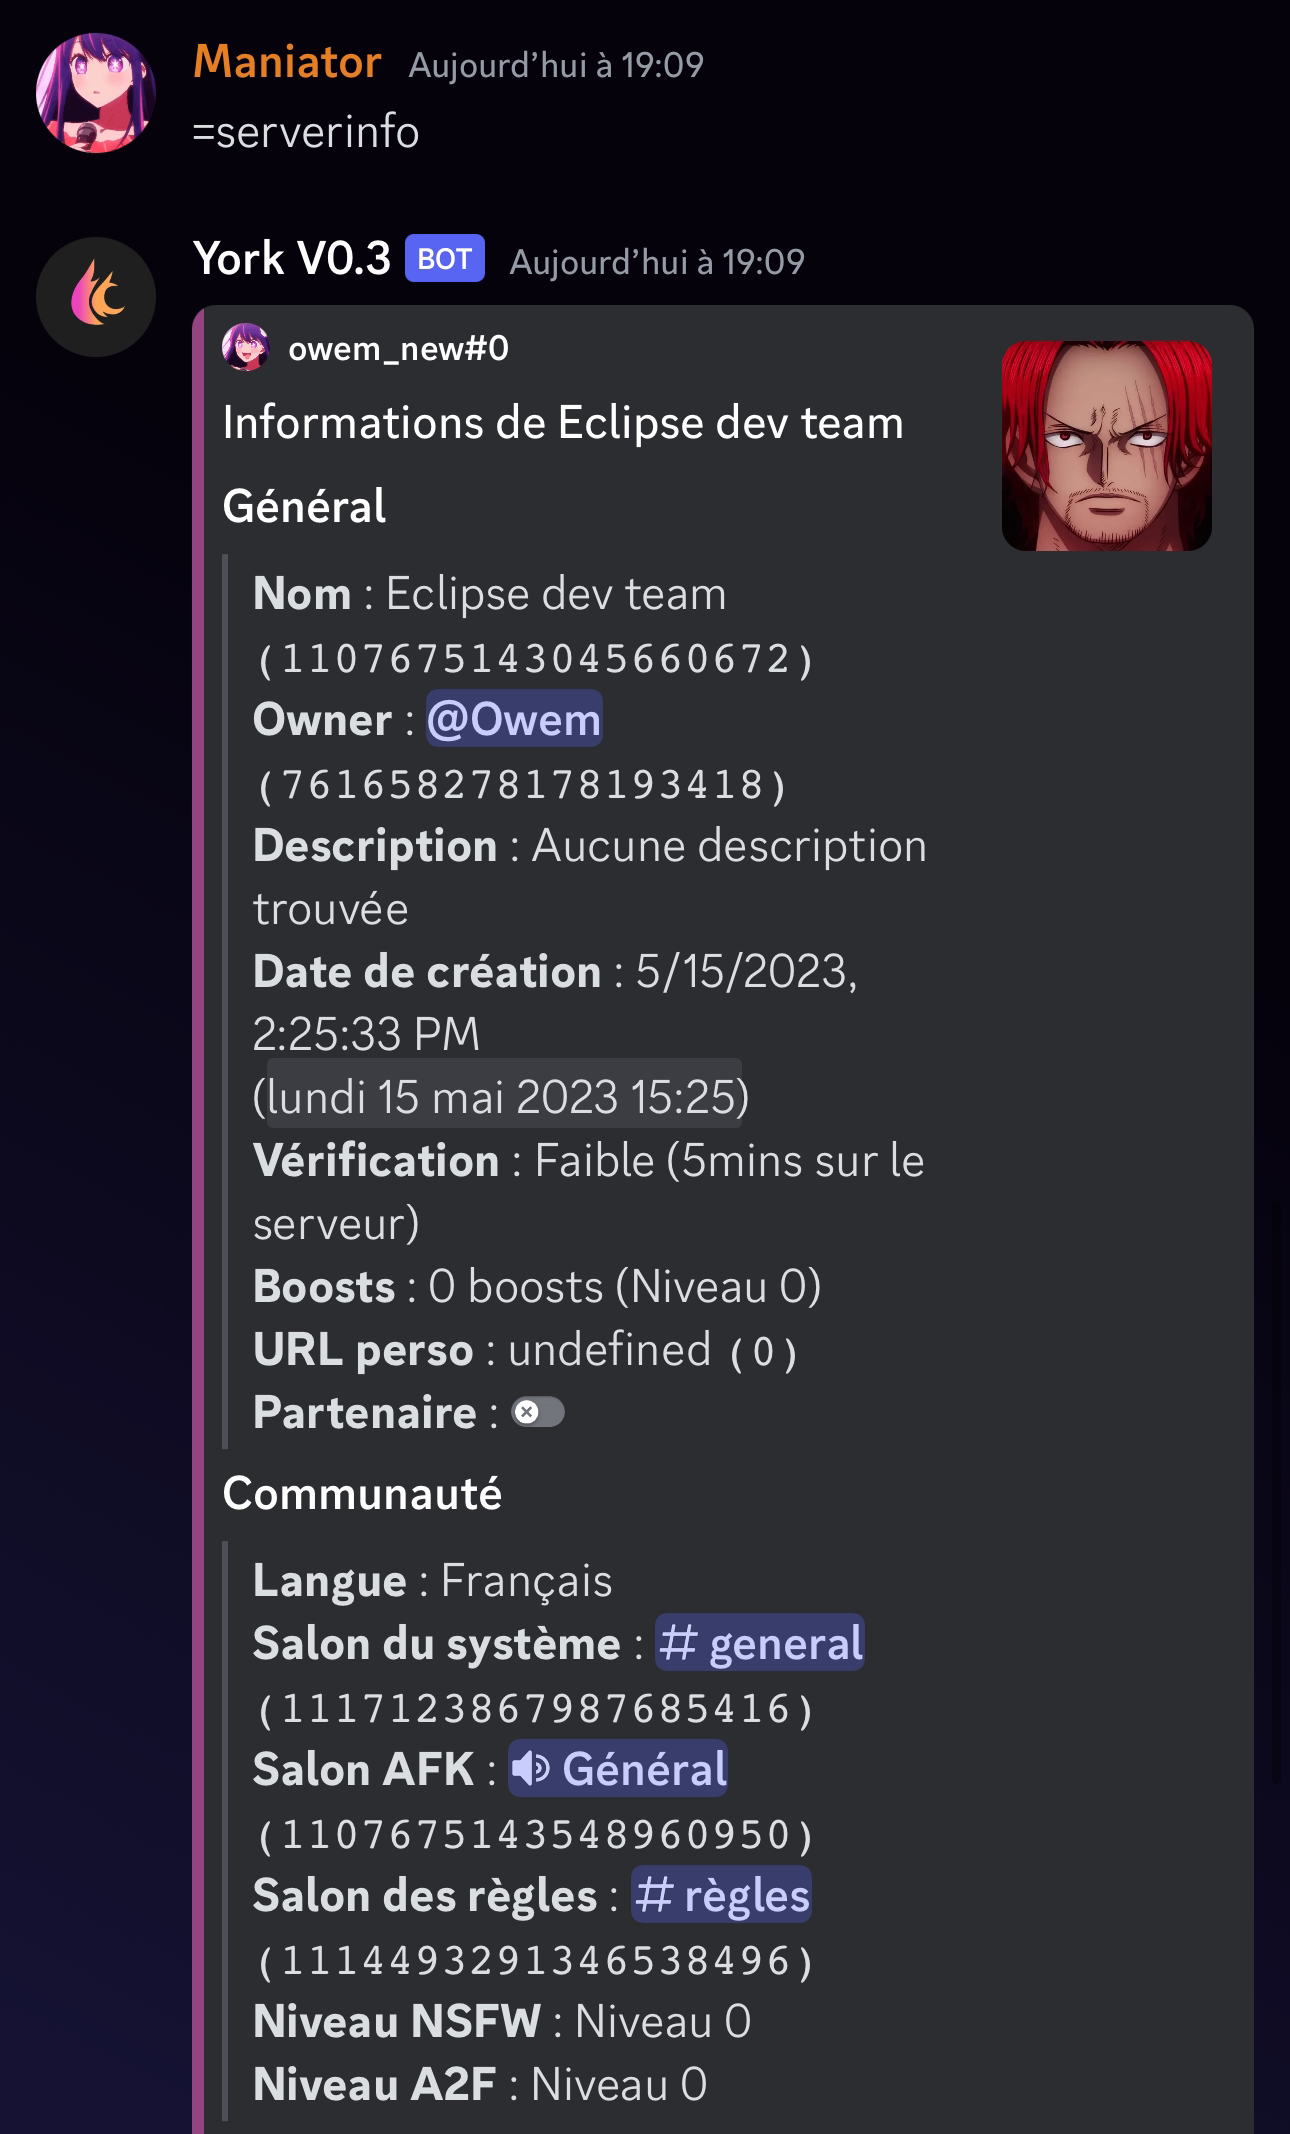 Maniator Aujourd’hui à 19:09
=serverinfo
York V0.3 BOT Aujourd’hui à 19:09
owem_new#0
Informations de Eclipse dev team
Général
Nom : Eclipse dev team
(1107675143045660672)
Owner : @Owem
(761658278178193418)
Description : Aucune description
trouvée
Date de création : 5/15/2023,
2:25:33 PM
(lundi 15 mai 2023 15:25)
Vérification : Faible (5mins sur le
serveur)
Boosts : 0 boosts (Niveau 0)
URL perso : undefined (0)
Partenaire :
Communauté
Langue : Français
Salon du système : # general
(1117123867987685416)
Salon AFK : Général
(1107675143548960950)
Salon des règles : # règles
(1114493291346538496)
Niveau NSFW : Niveau 0
Niveau A2F : Niveau 0